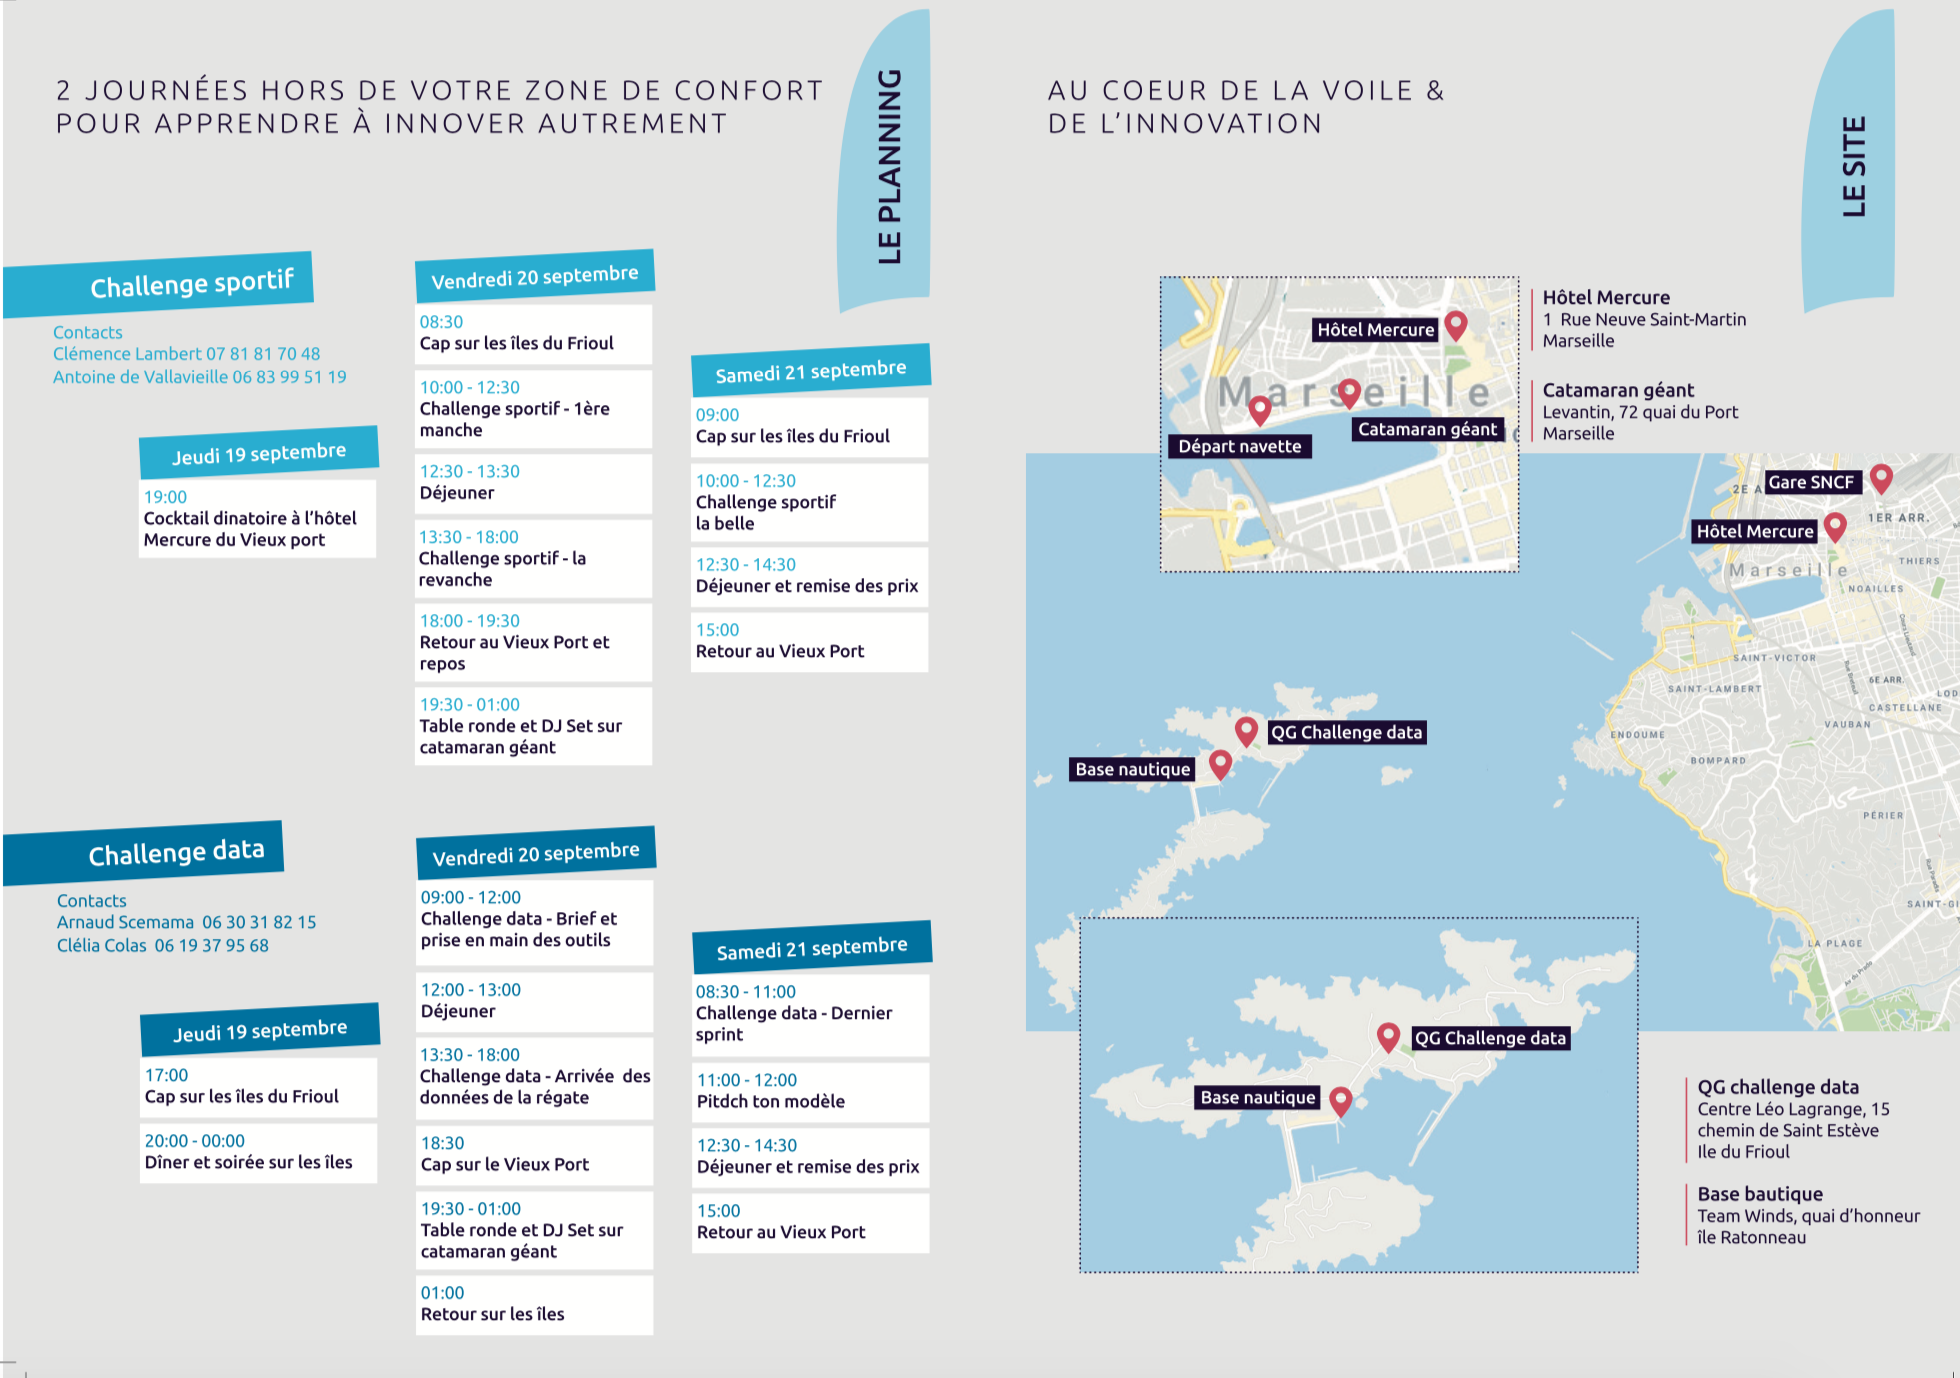 2 JOURNÉES HORS DE VOTRE ZONE DE CONFORT
POUR APPRENDRE À INNOVER AUTREMENT
LE PLANNING
Challenge sportif
Contacts
Clémence Lambert 07 81 81 70 48
Antoine de Vallavieille 06 83 99 51 19
Jeudi 19 septembre
19:00
Cocktail dinatoire à l'hôtel
Mercure du Vieux port
Vendredi 20 septembre
08:30
Cap sur les îles du Frioul
10:00 - 12:30
Challenge sportif - 1ère
manche
12:30 - 13:30
Déjeuner
13:30 - 18:00
Challenge sportif - la
revanche
18:00 - 19:30
Retour au Vieux Port et
repos
19:30 - 01:00
Table ronde et DJ Set sur
catamaran géant
Samedi 21 septembre
09:00
Cap sur les îles du Frioul
10:00 - 12:30
Challenge sportif
la belle
12:30 - 14:30
Déjeuner et remise des prix
15:00
Retour au Vieux Port
Challenge data
Contacts
Arnaud Scemama 06 30 31 82 15
Clélia Colas 06 19 37 95 68
Jeudi 19 septembre
17:00
Cap sur les îles du Frioul
20:00 - 00:00
Dîner et soirée sur les îles
Vendredi 20 septembre
09:00 - 12:00
Challenge data - Brief et
prise en main des outils
12:00 - 13:00
Déjeuner
13:30 - 18:00
Challenge data - Arrivée des
données de la régate
18:30
Cap sur le Vieux Port
19:30 - 01:00
Table ronde et DJ Set sur
catamaran géant
01:00
Retour sur les îles
Samedi 21 septembre
08:30 - 11:00
Challenge data - Dernier
sprint
11:00 - 12:00
Pitdch ton modèle
12:30 - 14:30
Déjeuner et remise des prix
15:00
Retour au Vieux Port
AU COEUR DE LA VOILE &
DE L'INNOVATION
LE SITE
Hôtel Mercure
Marseille
Catamaran géant
Départ navette
Hôtel Mercure
1 Rue Neuve Saint-Martin
Marseille
Catamaran géant
Levantin, 72 quai du Port
Marseille
2E A
Gare SNCF
1ER ARR.
Hôtel Mercure
THIERS
Marseille
NOAILLES
SAINT-VICTOR
6E ARR.
SAINT-LAMBERT
LOD
CASTELLANE
VAUBAN
ENDOUME
BOMPARD
PÉRIER
SAINT-GI
LA PLAGE
Av. du Prado
QG Challenge data
Base nautique
QG Challenge data
Base nautique
QG challenge data
Centre Léo Lagrange, 15
chemin de Saint Estève
Ile du Frioul
Base bautique
Team Winds, quai d'honneur
île Ratonneau